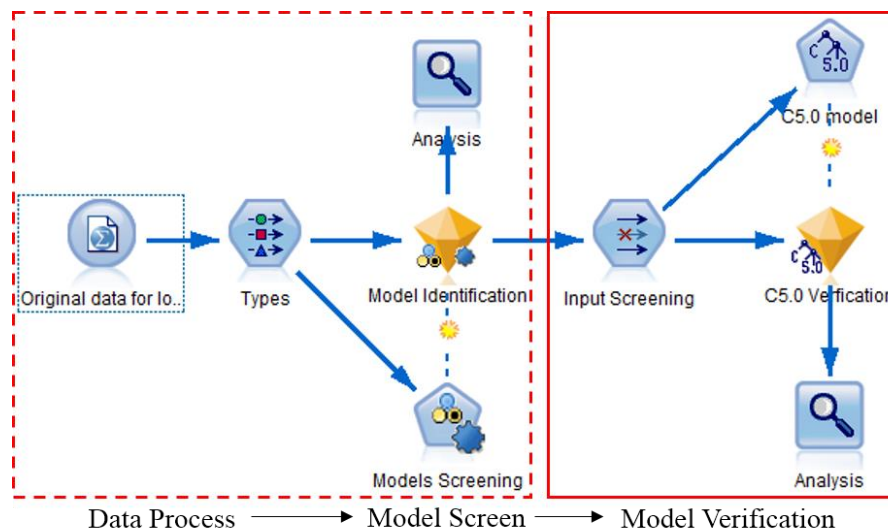 C 5.0
C5.0 model
Analysis
Original data for lo..
Types
Model Identification
Input Screening
C 5.0
C5.0 Verfication
Models Screening
Analysis
Data Process
Model Screen
Model Verification